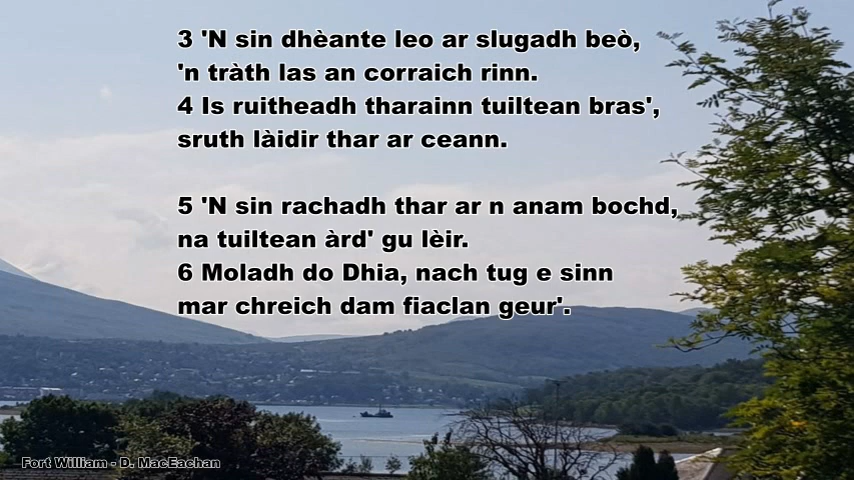 3 'N sin dhèante leo ar slugadh beò,
'n tràth las an corraich rinn.
4 Is ruitheadh tharainn tuiltean bras',
sruth làidir thar ar ceann.
5 'N sin rachadh thar ar n anam bochd,
na tuiltean àrd' gu lèir.
6 Moladh do Dhia, nach tug e sinn
mar chreich dam fiaclan geur'.
Fort William - D. MacEachan